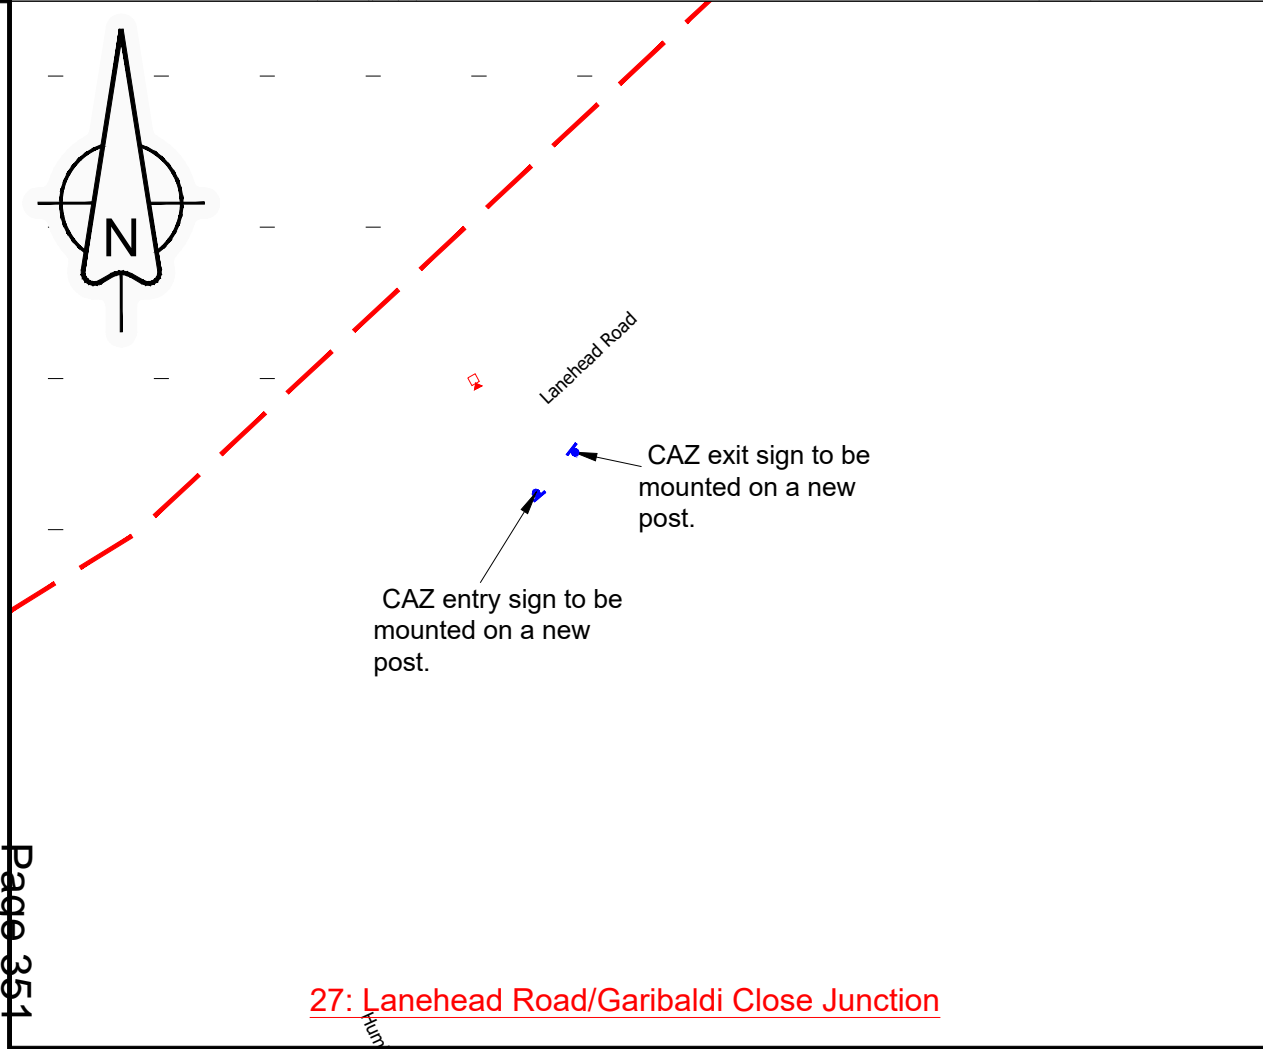 N
Lanehead Road
CAZ exit sign to be
mounted on a new
post.
CAZ entry sign to be
mounted on a new
post.
Page 351
27: Lanehead Road/Garibaldi Close Junction
Hum